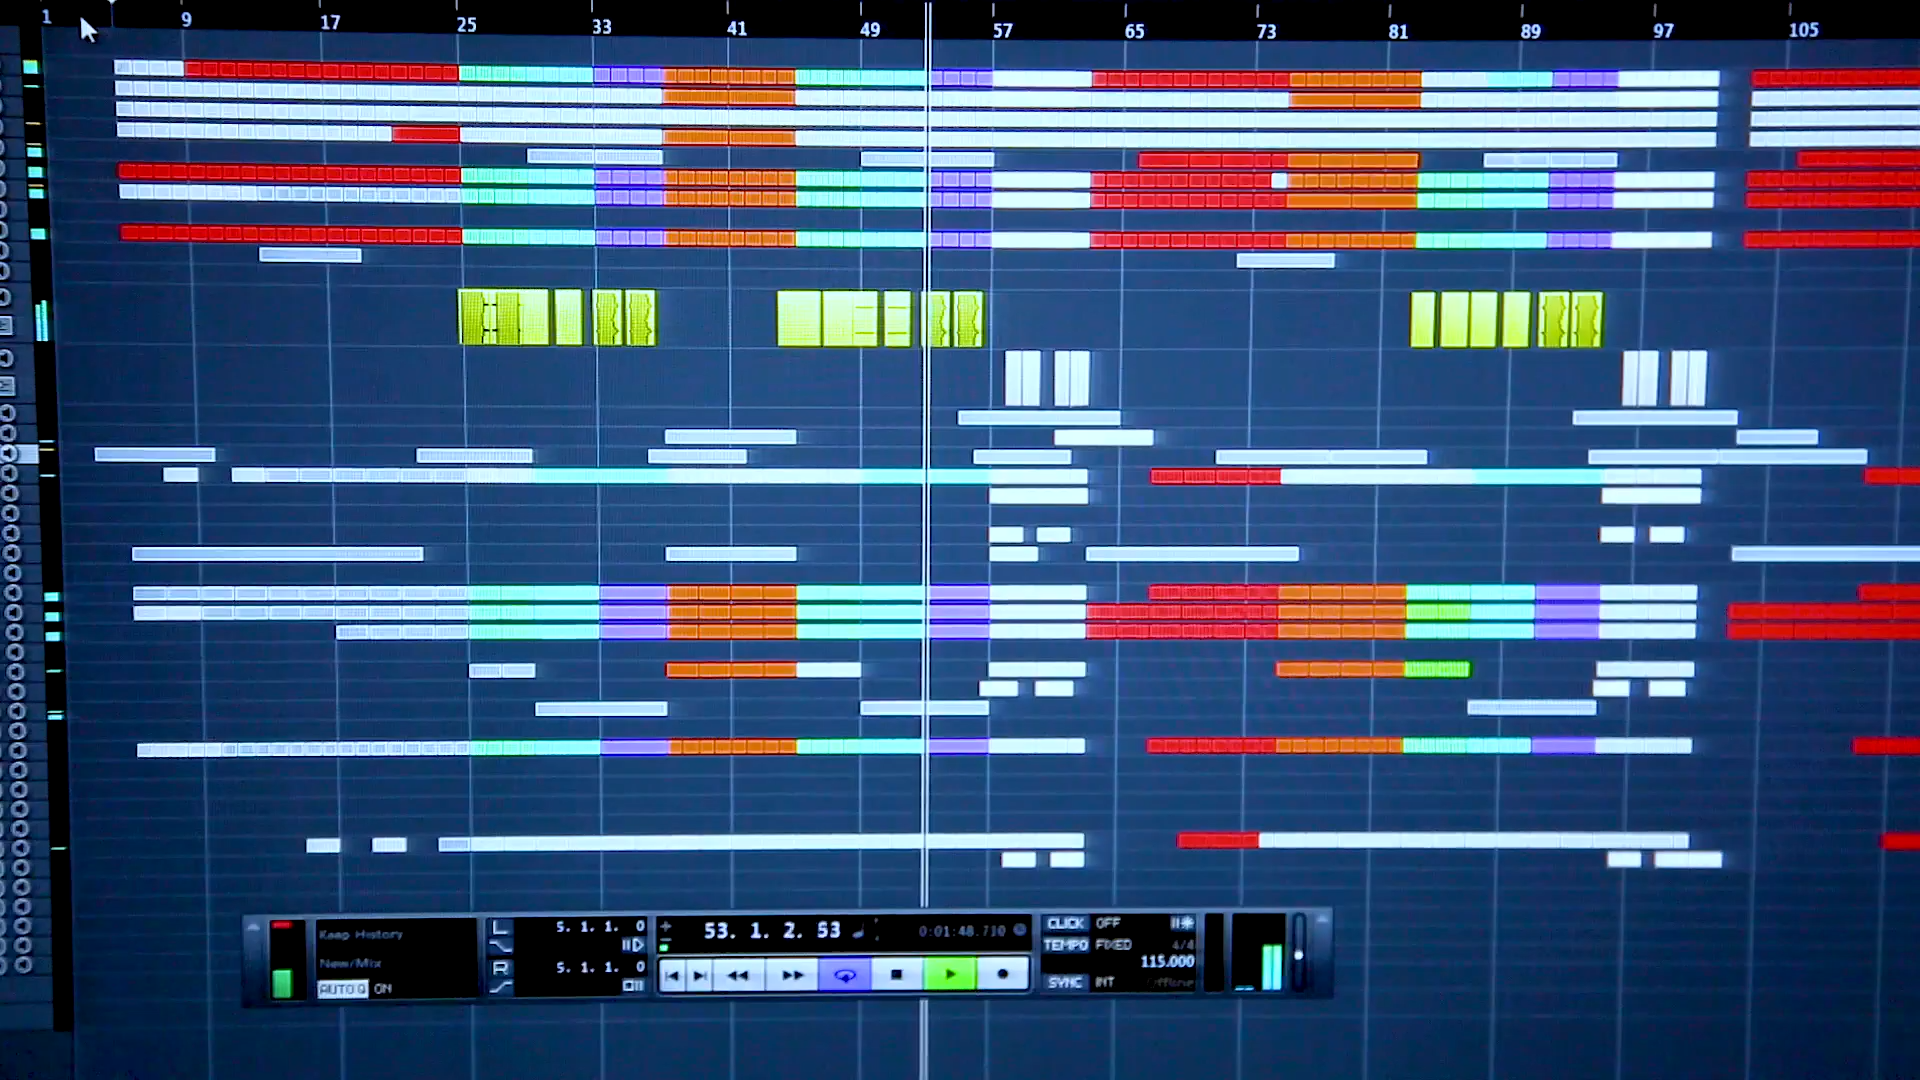 1 9 17 25 33 41 49 57 65 73 81 89 97 105
Keep History
New/Mix
AUTO Q ON
L 5. 1. 1. 0
R 5. 1. 1. 0
53. 1. 2. 53
0:01:48.710
CLICK OFF
TEMPO FIXED 4/4
115.000
SYNC INT Offline